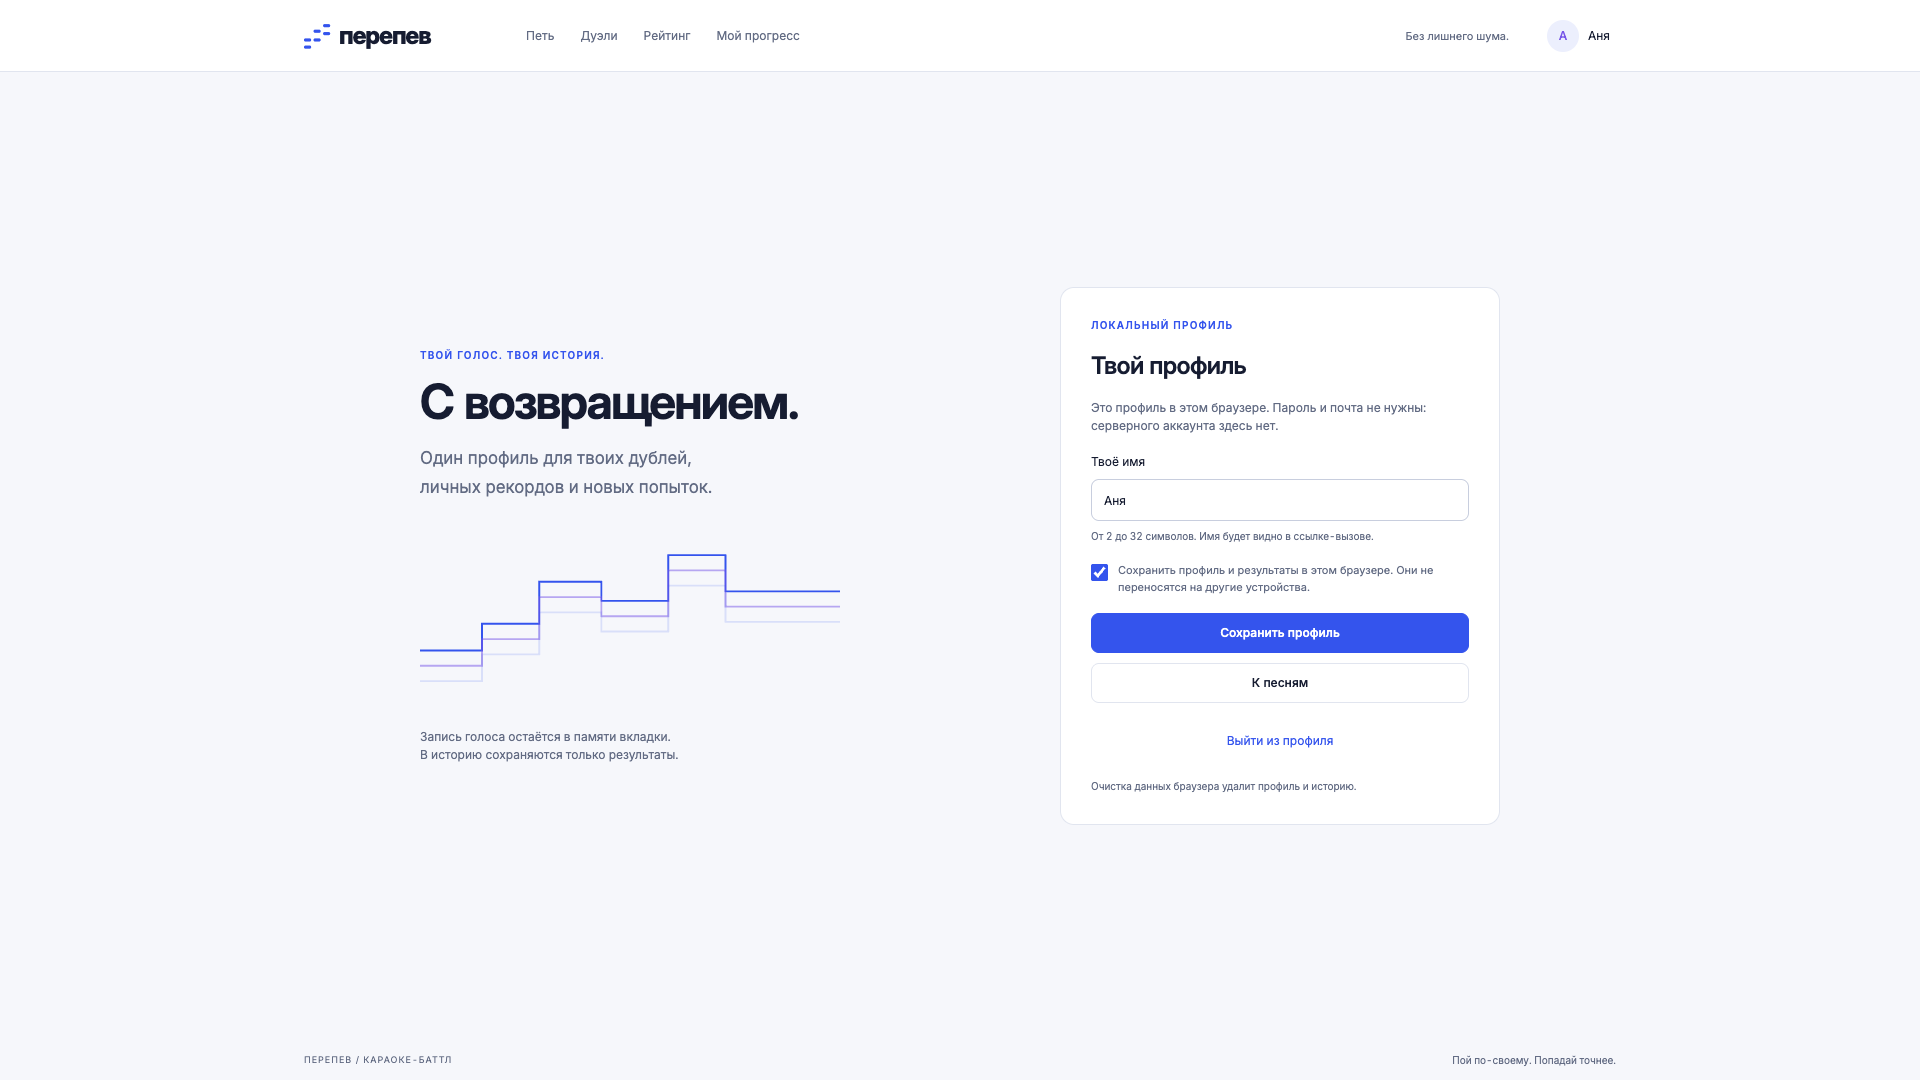 перепев
Петь
Дуэли
Рейтинг
Мой прогресс
Без лишнего шума.
А
Аня
ТВОЙ ГОЛОС. ТВОЯ ИСТОРИЯ.
С возвращением.
Один профиль для твоих дублей,
личных рекордов и новых попыток.
Запись голоса остаётся в памяти вкладки.
В историю сохраняются только результаты.
ЛОКАЛЬНЫЙ ПРОФИЛЬ
Твой профиль
Это профиль в этом браузере. Пароль и почта не нужны:
серверного аккаунта здесь нет.
Твоё имя
Аня
От 2 до 32 символов. Имя будет видно в ссылке-вызове.
Сохранить профиль и результаты в этом браузере. Они не
переносятся на другие устройства.
Сохранить профиль
К песням
Выйти из профиля
Очистка данных браузера удалит профиль и историю.
ПЕРЕПЕВ / КАРАОКЕ-БАТТЛ
Пой по-своему. Попадай точнее.